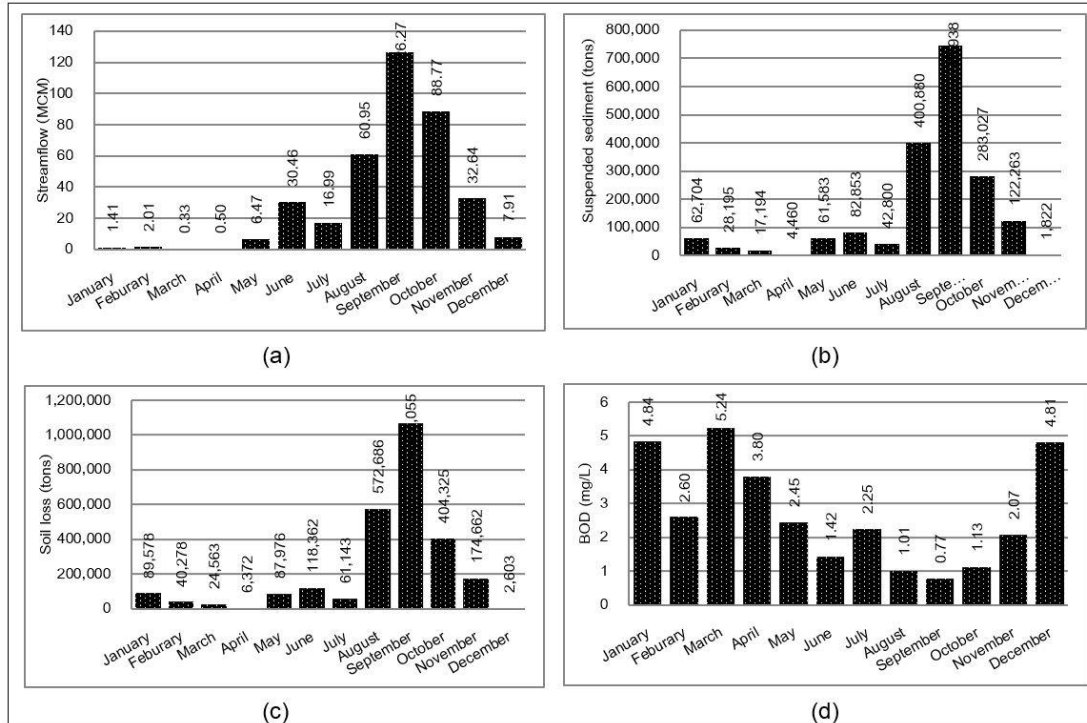 140
120
100
80
60
40
20
0
Streamflow (MCM)
1.41
2.01
0.33
0.50
6.47
30.46
16.99
60.95
6.27
88.77
32.64
7.91
January
Feburary
March
April
May
June
July
August
September
October
November
December
(a)
800,000
700,000
600,000
500,000
400,000
300,000
200,000
100,000
0
Suspended sediment (tons)
62,704
28,195
17,194
4,460
61,583
82,853
42,800
400,880
938
283,027
122,263
1,822
January
Feburary
March
April
May
June
July
August
Septe...
October
Novem...
Decem...
(b)
1,200,000
1,000,000
800,000
600,000
400,000
200,000
0
Soil loss (tons)
89,578
40,278
24,563
6,372
87,976
118,362
61,143
572,686
,055
404,325
174,662
2,603
January
Feburary
March
April
May
June
July
August
September
October
November
December
(c)
6
5
4
3
2
1
0
BOD (mg/L)
4.84
2.60
5.24
3.80
2.45
1.42
2.25
1.01
0.77
1.13
2.07
4.81
January
Feburary
March
April
May
June
July
August
September
October
November
December
(d)